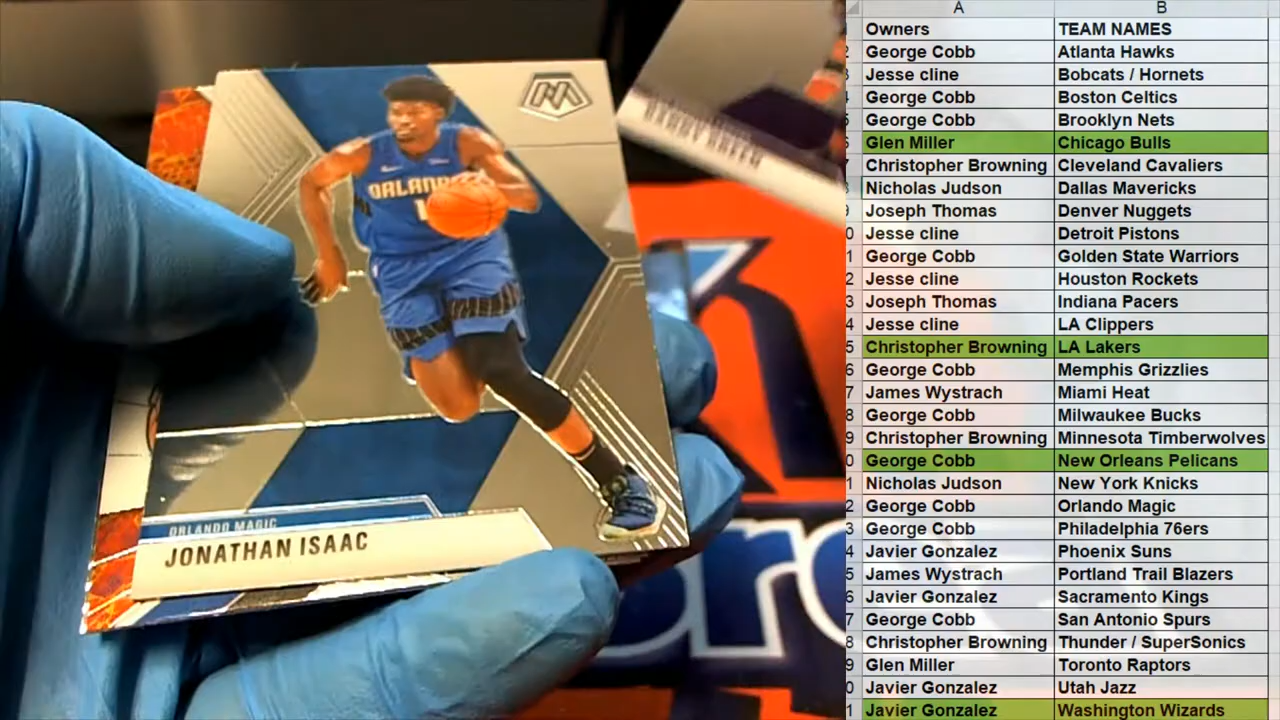 ORLANDO
ORLANDO MAGIC
JONATHAN ISAAC
DANNY GREEN
A B
Owners TEAM NAMES
George Cobb Atlanta Hawks
Jesse cline Bobcats / Hornets
George Cobb Boston Celtics
George Cobb Brooklyn Nets
Glen Miller Chicago Bulls
Christopher Browning Cleveland Cavaliers
Nicholas Judson Dallas Mavericks
Joseph Thomas Denver Nuggets
Jesse cline Detroit Pistons
George Cobb Golden State Warriors
Jesse cline Houston Rockets
Joseph Thomas Indiana Pacers
Jesse cline LA Clippers
Christopher Browning LA Lakers
George Cobb Memphis Grizzlies
James Wystrach Miami Heat
George Cobb Milwaukee Bucks
Christopher Browning Minnesota Timberwolves
George Cobb New Orleans Pelicans
Nicholas Judson New York Knicks
George Cobb Orlando Magic
George Cobb Philadelphia 76ers
Javier Gonzalez Phoenix Suns
James Wystrach Portland Trail Blazers
Javier Gonzalez Sacramento Kings
George Cobb San Antonio Spurs
Christopher Browning Thunder / SuperSonics
Glen Miller Toronto Raptors
Javier Gonzalez Utah Jazz
Javier Gonzalez Washington Wizards